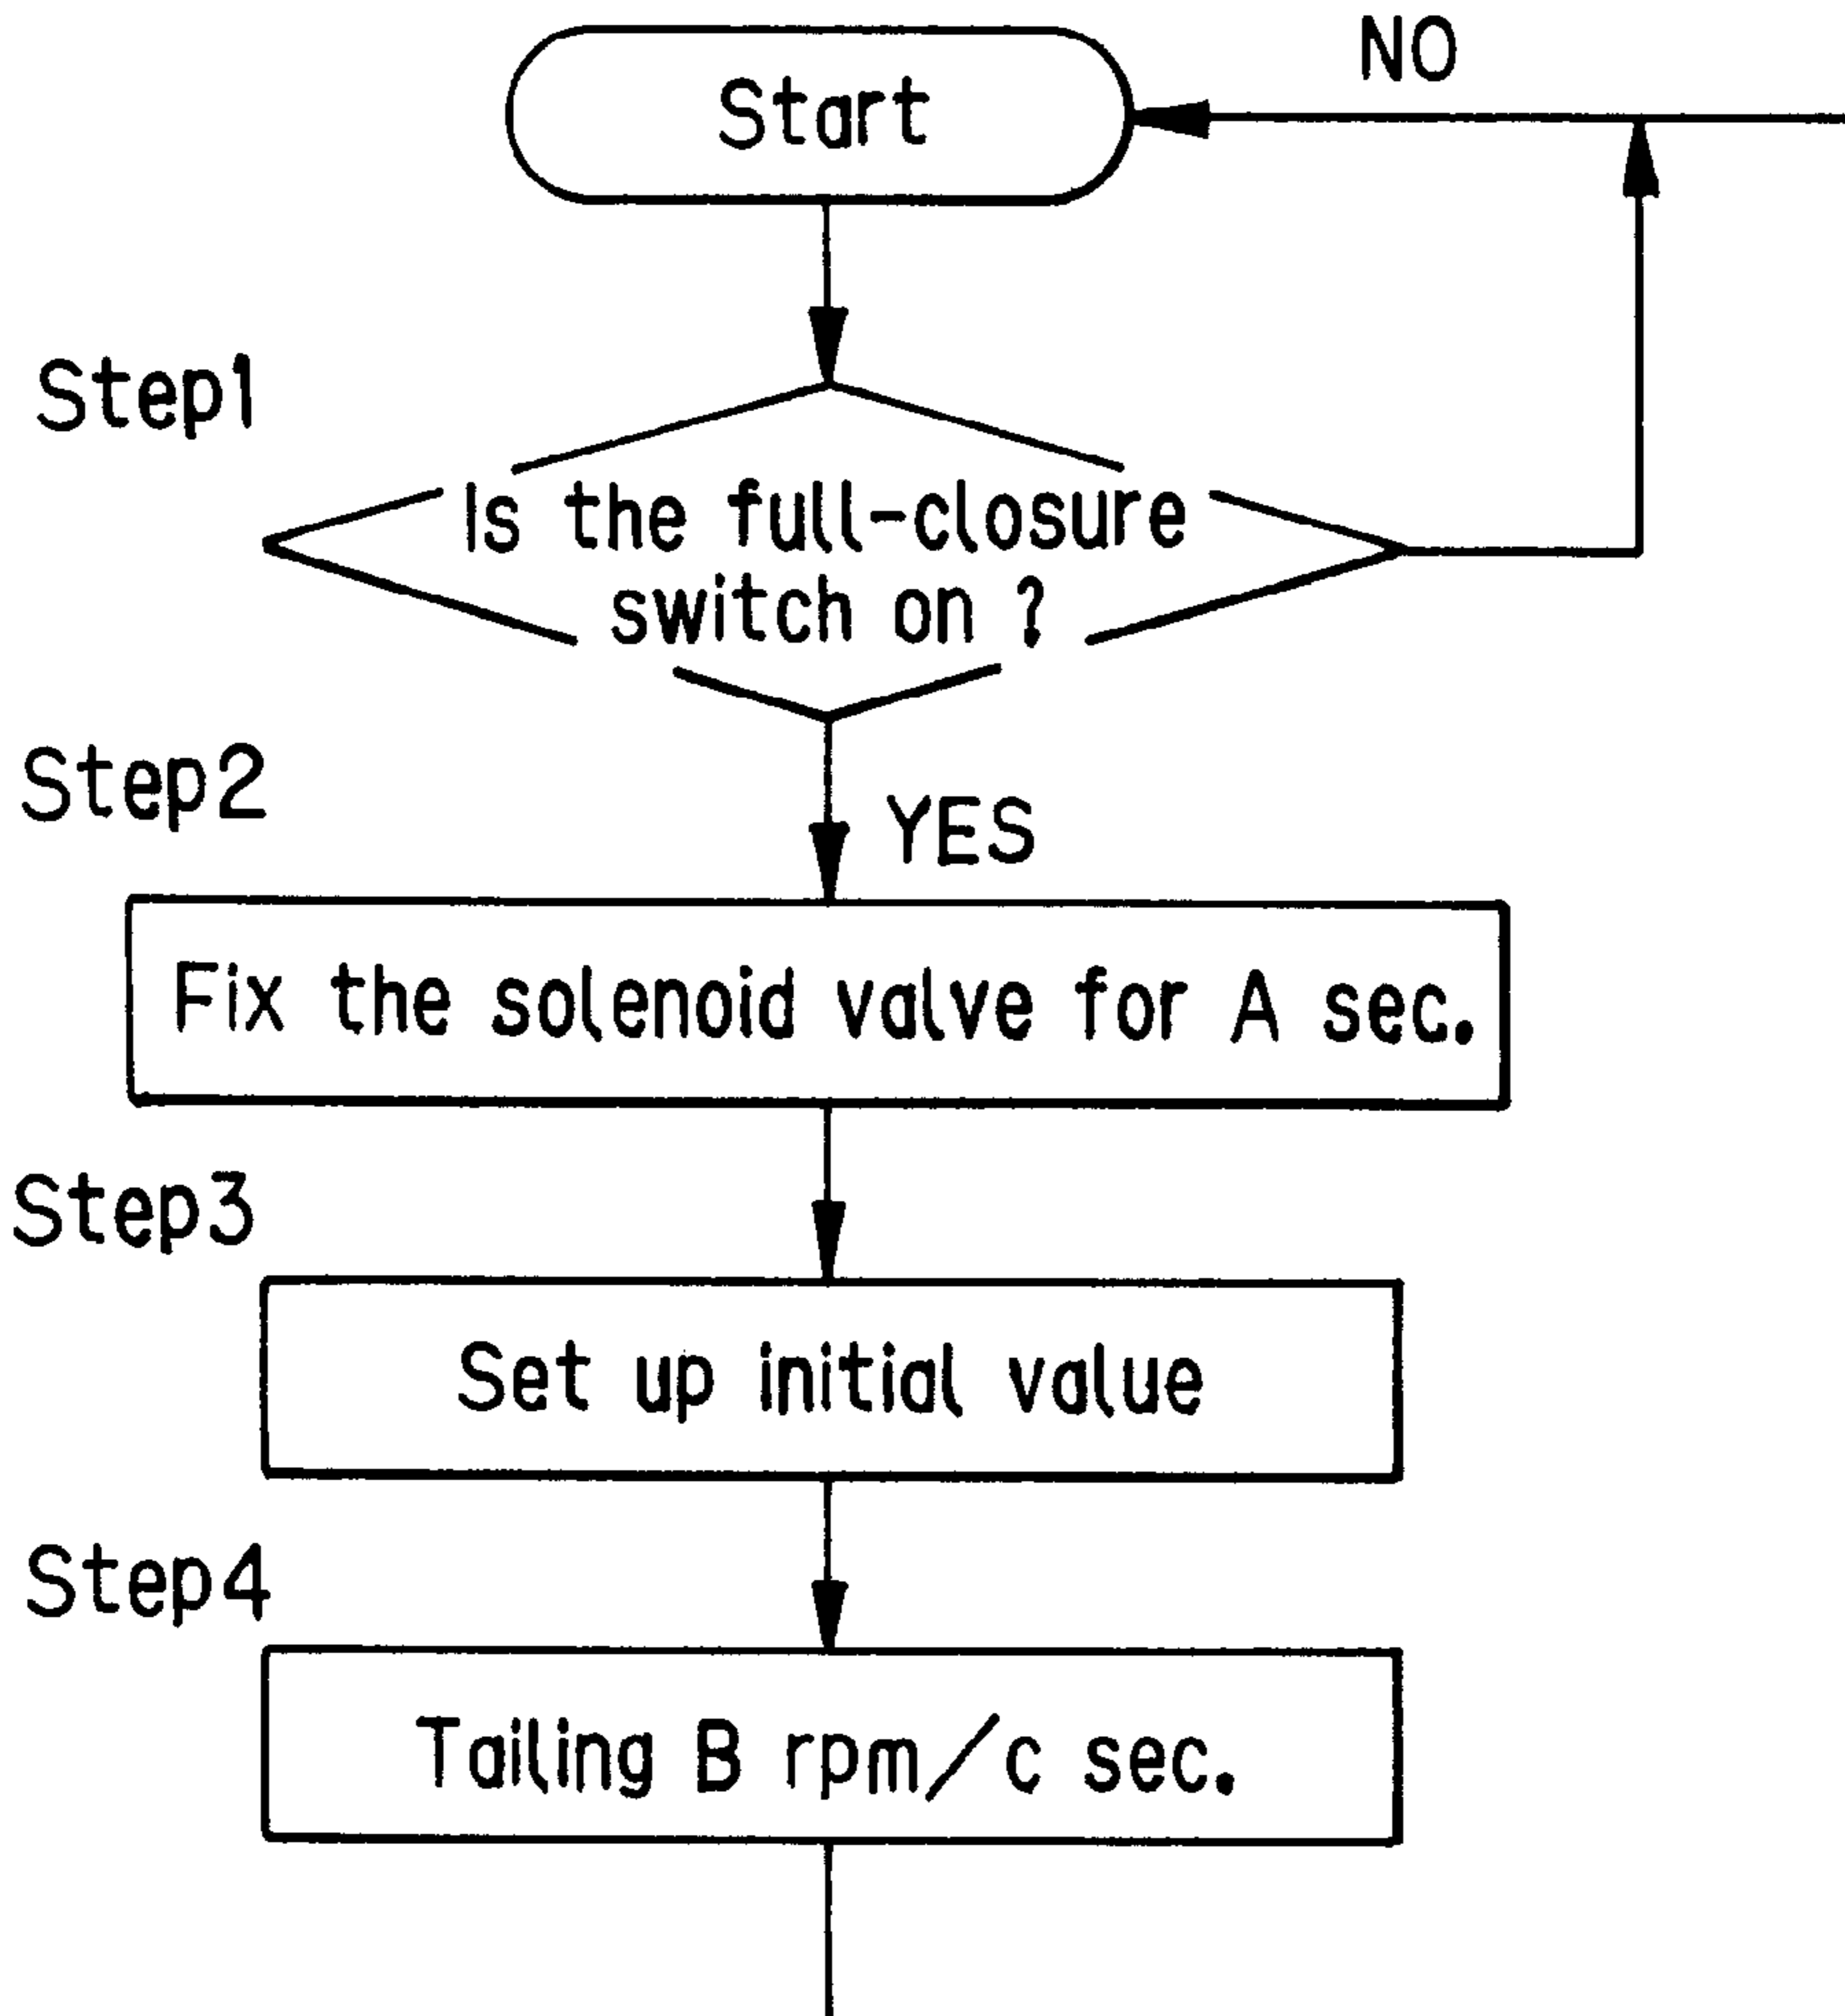 Start
NO
Step1
Is the full-closure
switch on ?
Step2
YES
Fix the solenoid valve for A sec.
Step3
Set up initial value
Step4
Tailing B rpm/c sec.